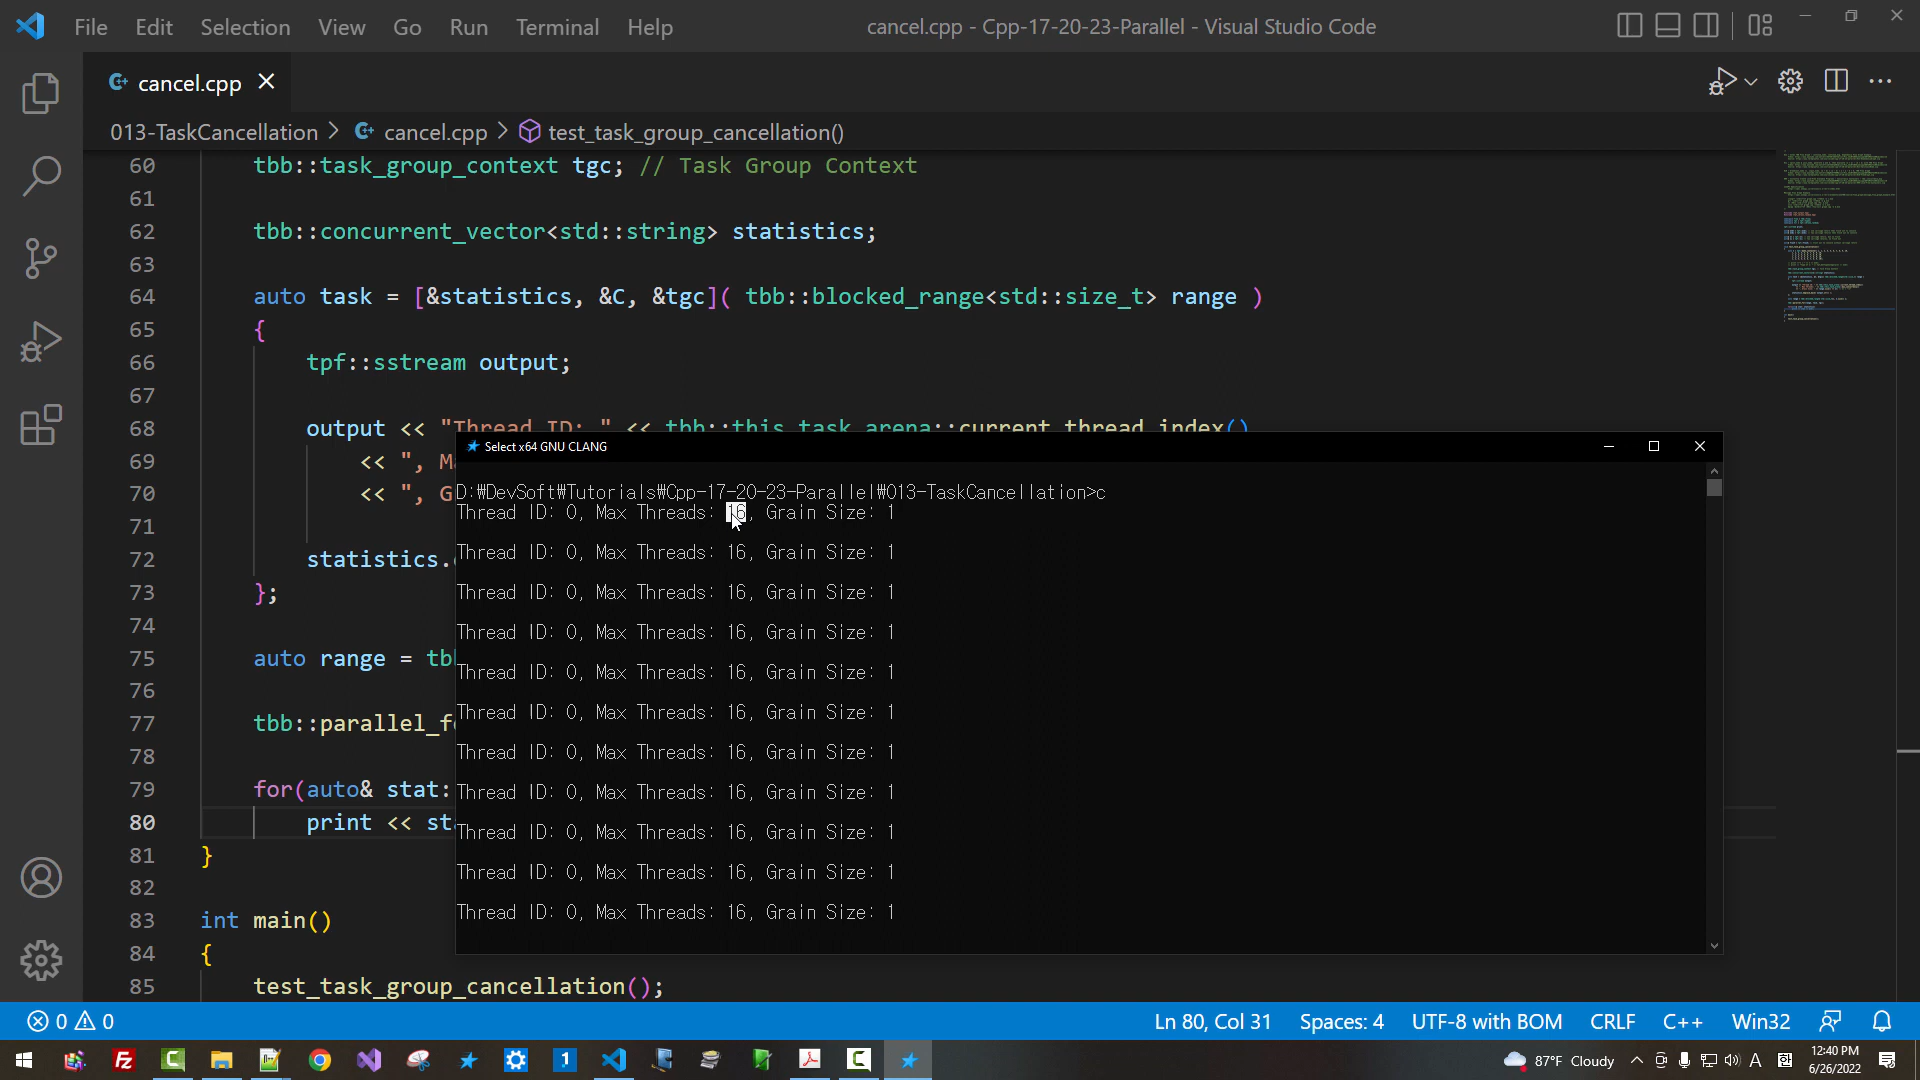 File Edit Selection View Go Run Terminal Help cancel.cpp - Cpp-17-20-23-Parallel - Visual Studio Code
cancel.cpp
013-TaskCancellation > cancel.cpp > test_task_group_cancellation()
60 tbb::task_group_context tgc; // Task Group Context
61
62 tbb::concurrent_vector<std::string> statistics;
63
64 auto task = [&statistics, &C, &tgc]( tbb::blocked_range<std::size_t> range )
65 {
66 tpf::sstream output;
67
68 output << "Thread ID: " << tbb::this_task_arena::current_thread_index()
69 << ", M
70 << ", G
71
72 statistics.
73 };
74
75 auto range = tb
76
77 tbb::parallel_f
78
79 for(auto& stat:
80 print << st
81 }
82
83 int main()
84 {
85 test_task_group_cancellation();
Select x64 GNU CLANG
D:₩DevSoft₩Tutorials₩Cpp-17-20-23-Parallel₩013-TaskCancellation>c
Thread ID: 0, Max Threads: 16, Grain Size: 1
Thread ID: 0, Max Threads: 16, Grain Size: 1
Thread ID: 0, Max Threads: 16, Grain Size: 1
Thread ID: 0, Max Threads: 16, Grain Size: 1
Thread ID: 0, Max Threads: 16, Grain Size: 1
Thread ID: 0, Max Threads: 16, Grain Size: 1
Thread ID: 0, Max Threads: 16, Grain Size: 1
Thread ID: 0, Max Threads: 16, Grain Size: 1
Thread ID: 0, Max Threads: 16, Grain Size: 1
Thread ID: 0, Max Threads: 16, Grain Size: 1
Thread ID: 0, Max Threads: 16, Grain Size: 1
0 0 Ln 80, Col 31 Spaces: 4 UTF-8 with BOM CRLF C++ Win32
87°F Cloudy A 한 12:40 PM
6/26/2022